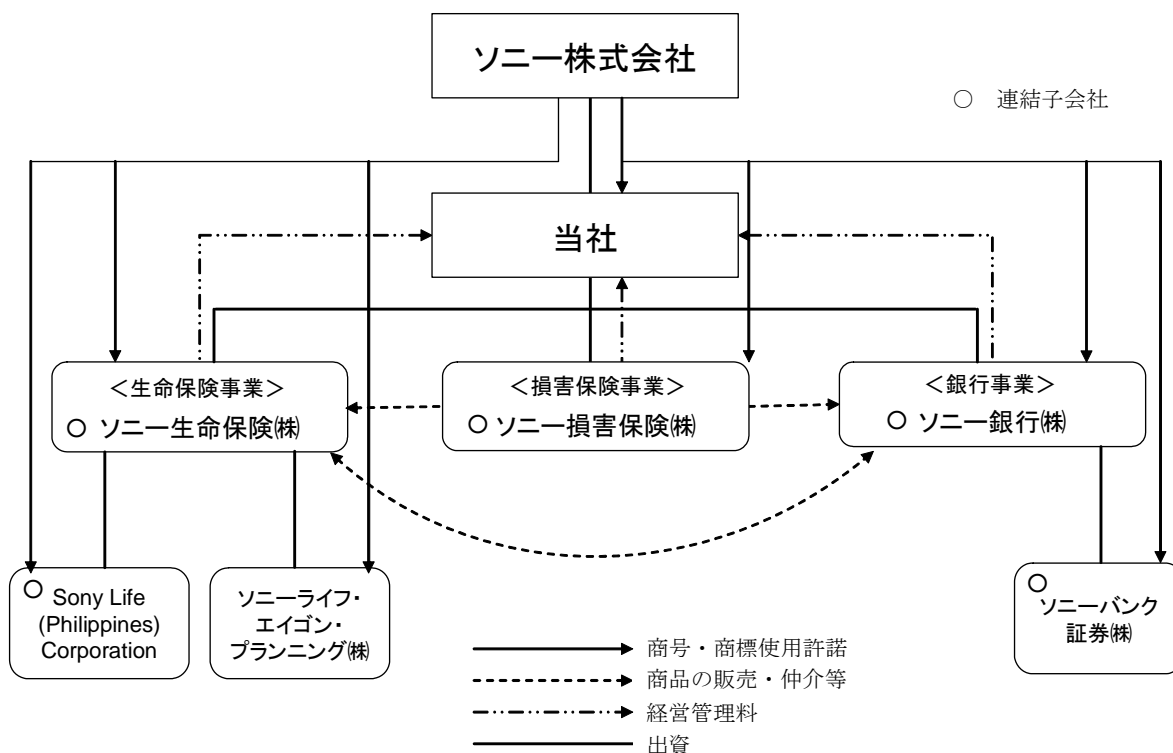 ソニー株式会社
○ 連結子会社
当社
＜生命保険事業＞
○ ソニー生命保険㈱
＜損害保険事業＞
○ ソニー損害保険㈱
＜銀行事業＞
○ ソニー銀行㈱
○ Sony Life
(Philippines)
Corporation
ソニーライフ・
エイゴン・
プランニング㈱
○
ソニーバンク
証券㈱
商号・商標使用許諾
商品の販売・仲介等
経営管理料
出資